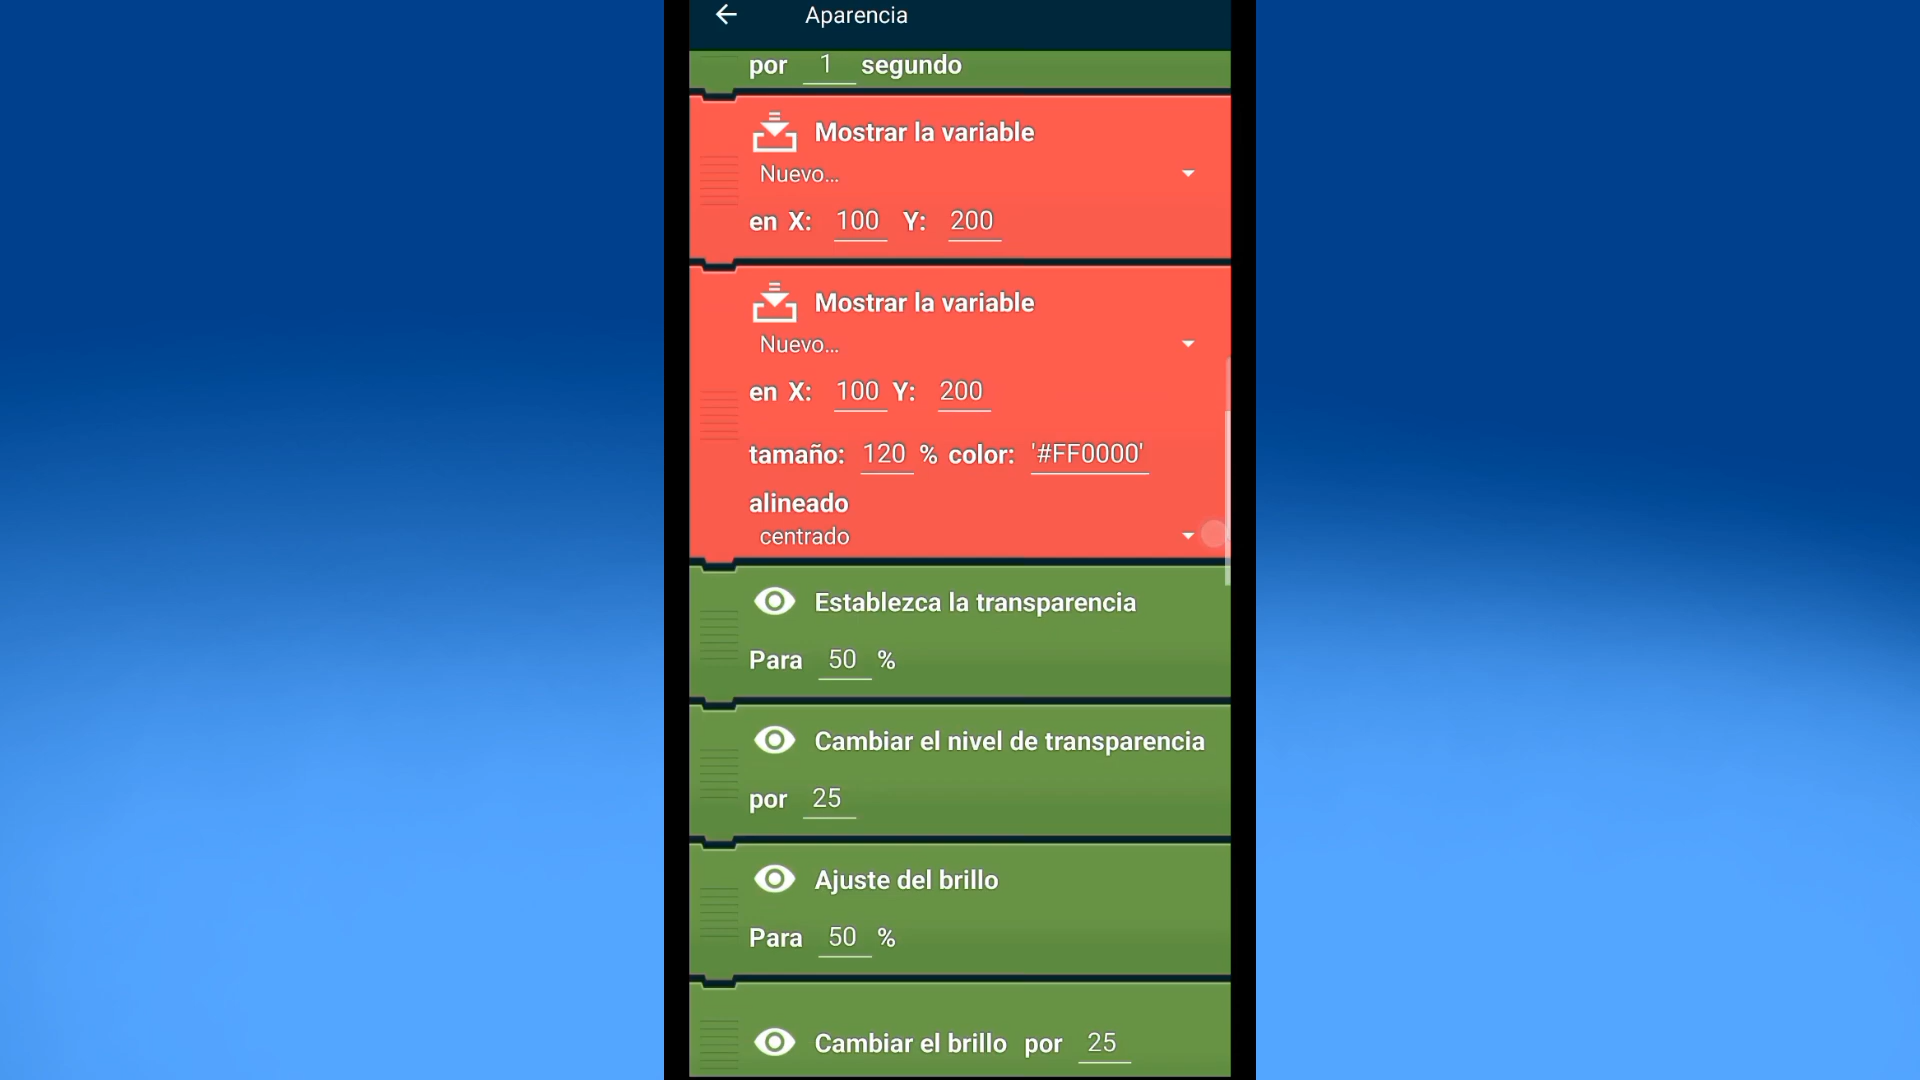 Aparencia
por 1 segundo
Mostrar la variable
Nuevo...
en X: 100 Y: 200
Mostrar la variable
Nuevo...
en X: 100 Y: 200
tamaño: 120 % color: '#FF0000'
alineado
centrado
Establezca la transparencia
Para 50 %
Cambiar el nivel de transparencia
por 25
Ajuste del brillo
Para 50 %
Cambiar el brillo por 25